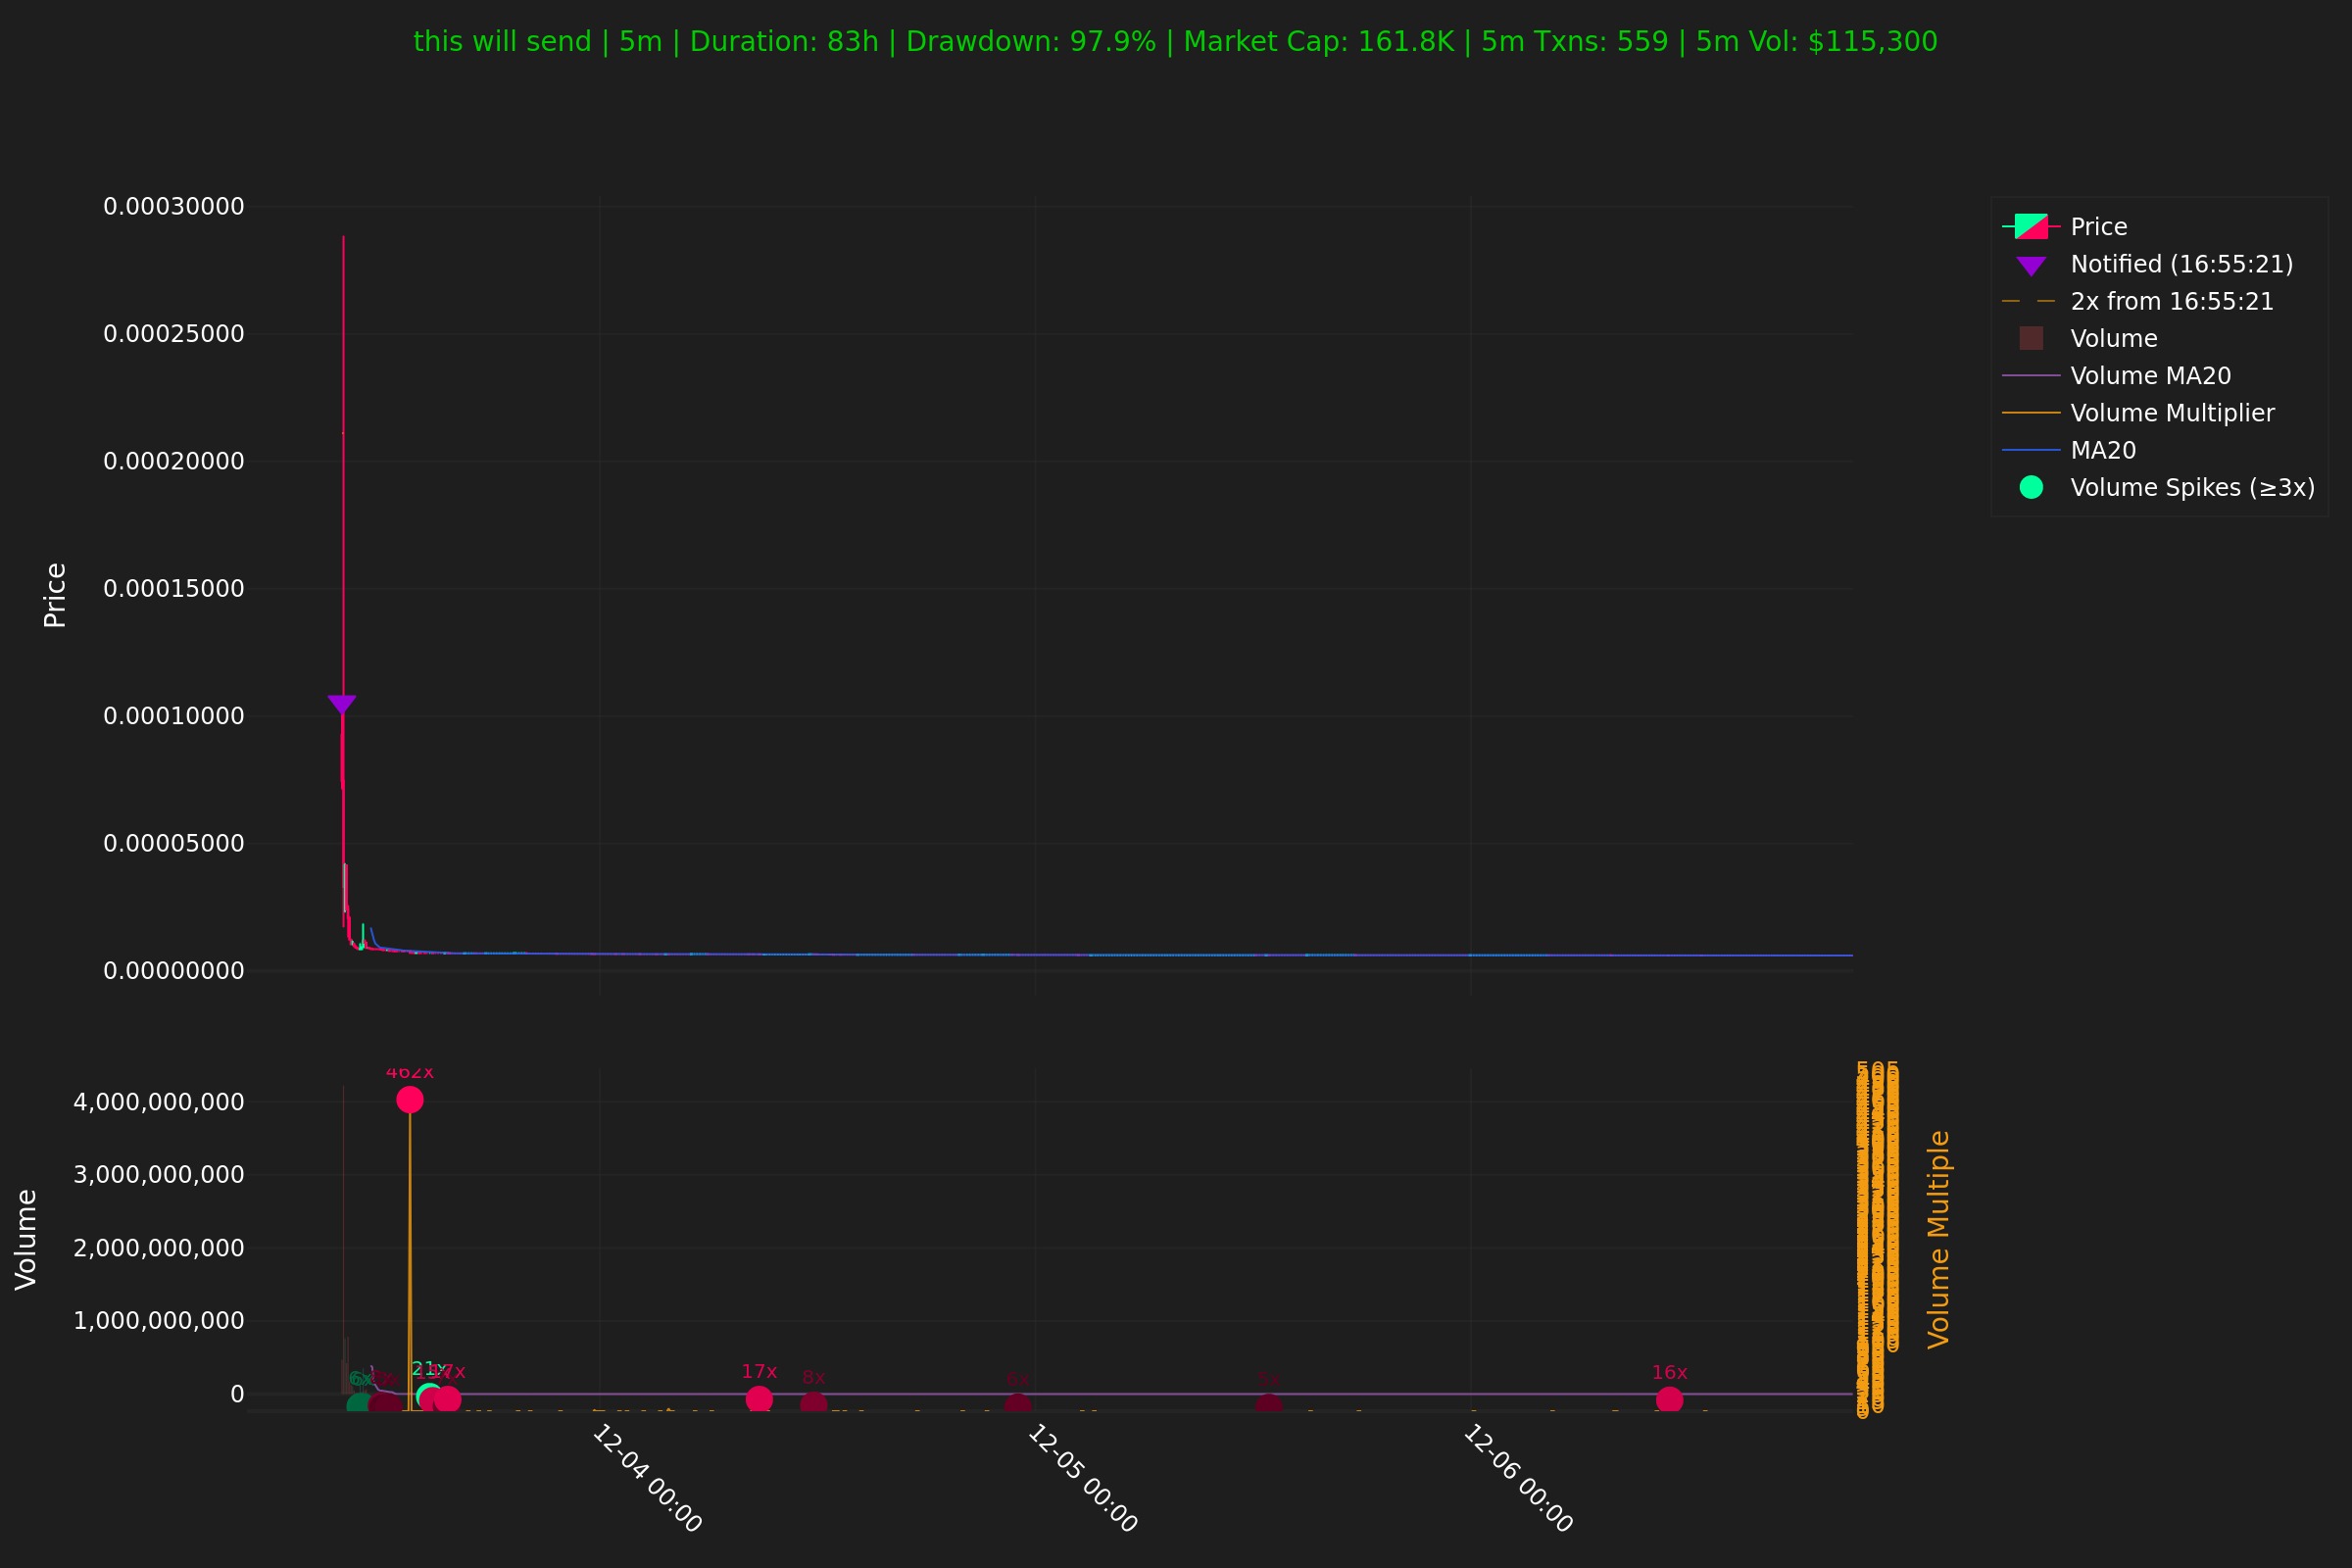 this will send | 5m | Duration: 83h | Drawdown: 97.9% | Market Cap: 161.8K | 5m Txns: 559 | 5m Vol: $115,300
0.00030000
0.00025000
0.00020000
0.00015000
0.00010000
0.00005000
0.00000000
Price
Price
Notified (16:55:21)
2x from 16:55:21
Volume
Volume MA20
Volume Multiplier
MA20
Volume Spikes (≥3x)
4,000,000,000
3,000,000,000
2,000,000,000
1,000,000,000
0
Volume
462x
21x
17x
17x
8x
6x
5x
16x
Volume Multiple
12-04 00:00
12-05 00:00
12-06 00:00